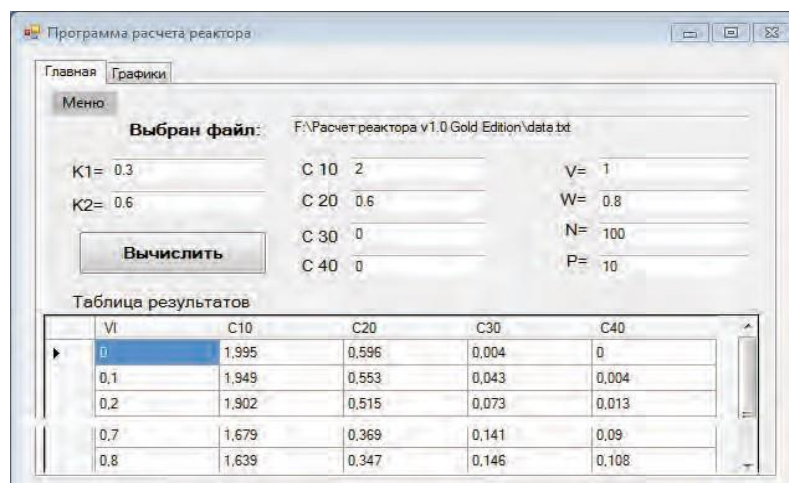 Программа расчета реактора
Главная Графики
Меню
Выбран файл: F:\Расчет реактора v1.0 Gold Edition\data.txt
K1= 0.3 C 10 2 V= 1
K2= 0.6 C 20 0.6 W= 0.8
Вычислить C 30 0 N= 100
C 40 0 P= 10
Таблица результатов
VI C10 C20 C30 C40
0 1,995 0,596 0,004 0
0,1 1,949 0,553 0,043 0,004
0,2 1,902 0,515 0,073 0,013
0,7 1,679 0,369 0,141 0,09
0,8 1,639 0,347 0,146 0,108